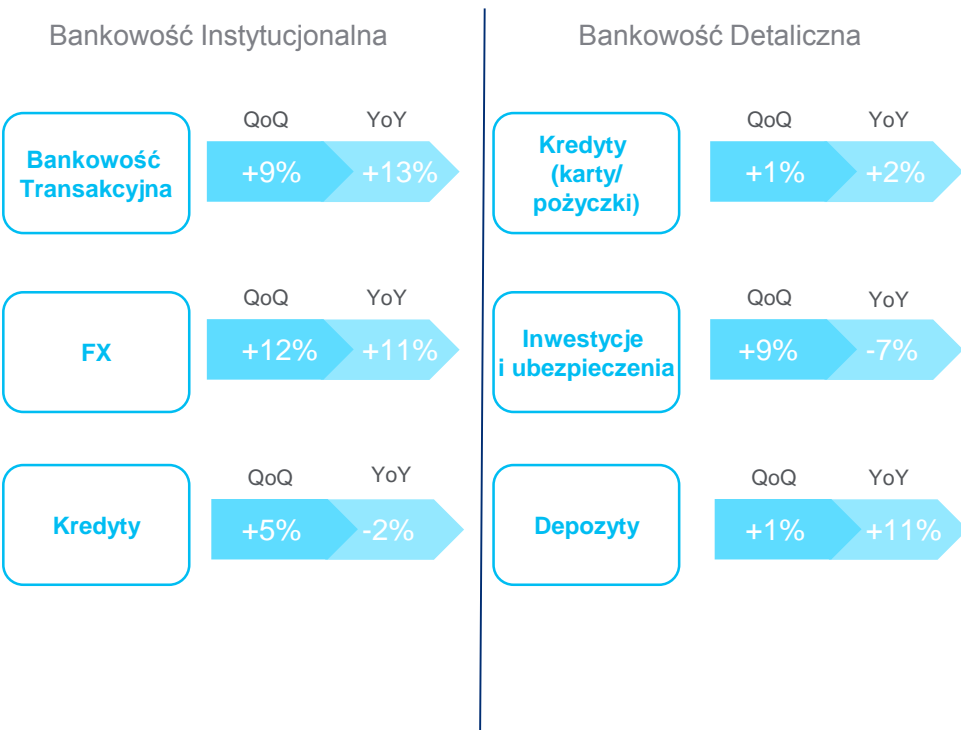 Bankowość Instytucjonalna
Bankowość
Transakcyjna
QoQ YoY
+9% +13%
FX
QoQ YoY
+12% +11%
Kredyty
QoQ YoY
+5% -2%
Bankowość Detaliczna
Kredyty
(karty/
pożyczki)
QoQ YoY
+1% +2%
Inwestycje
i ubezpieczenia
QoQ YoY
+9% -7%
Depozyty
QoQ YoY
+1% +11%